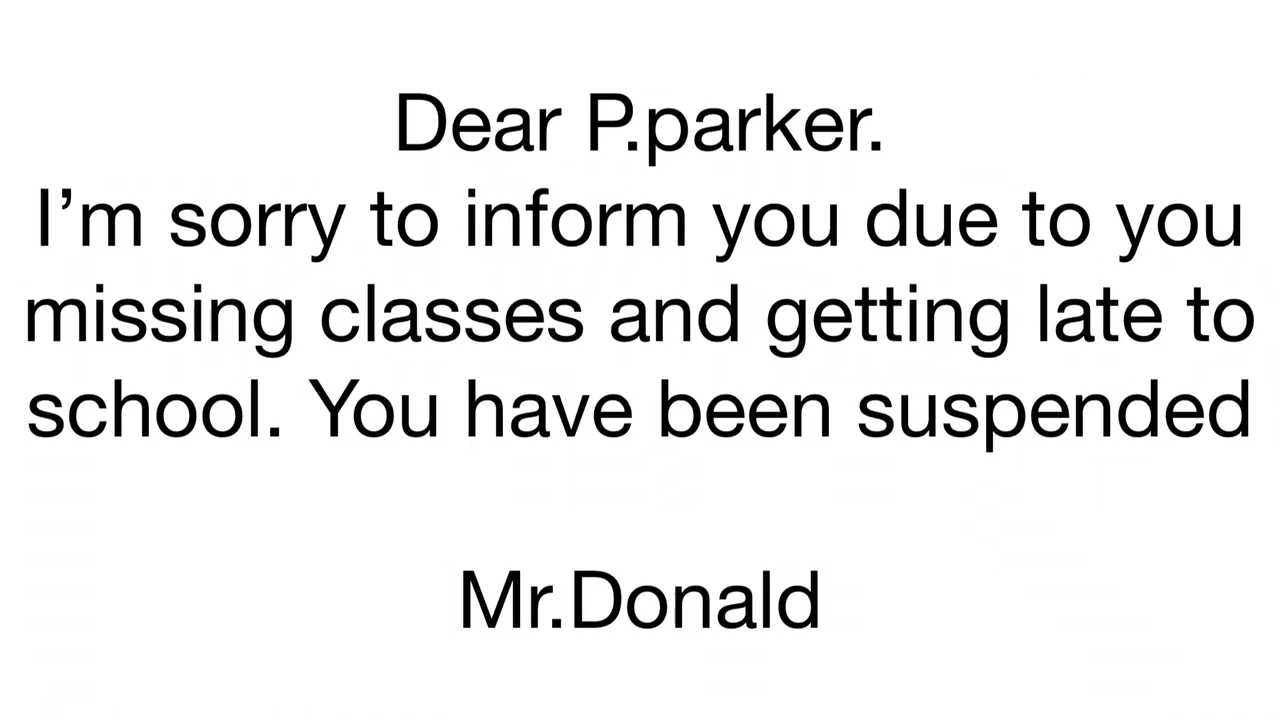 Dear P.parker.
I’m sorry to inform you due to you
missing classes and getting late to
school. You have been suspended
Mr.Donald